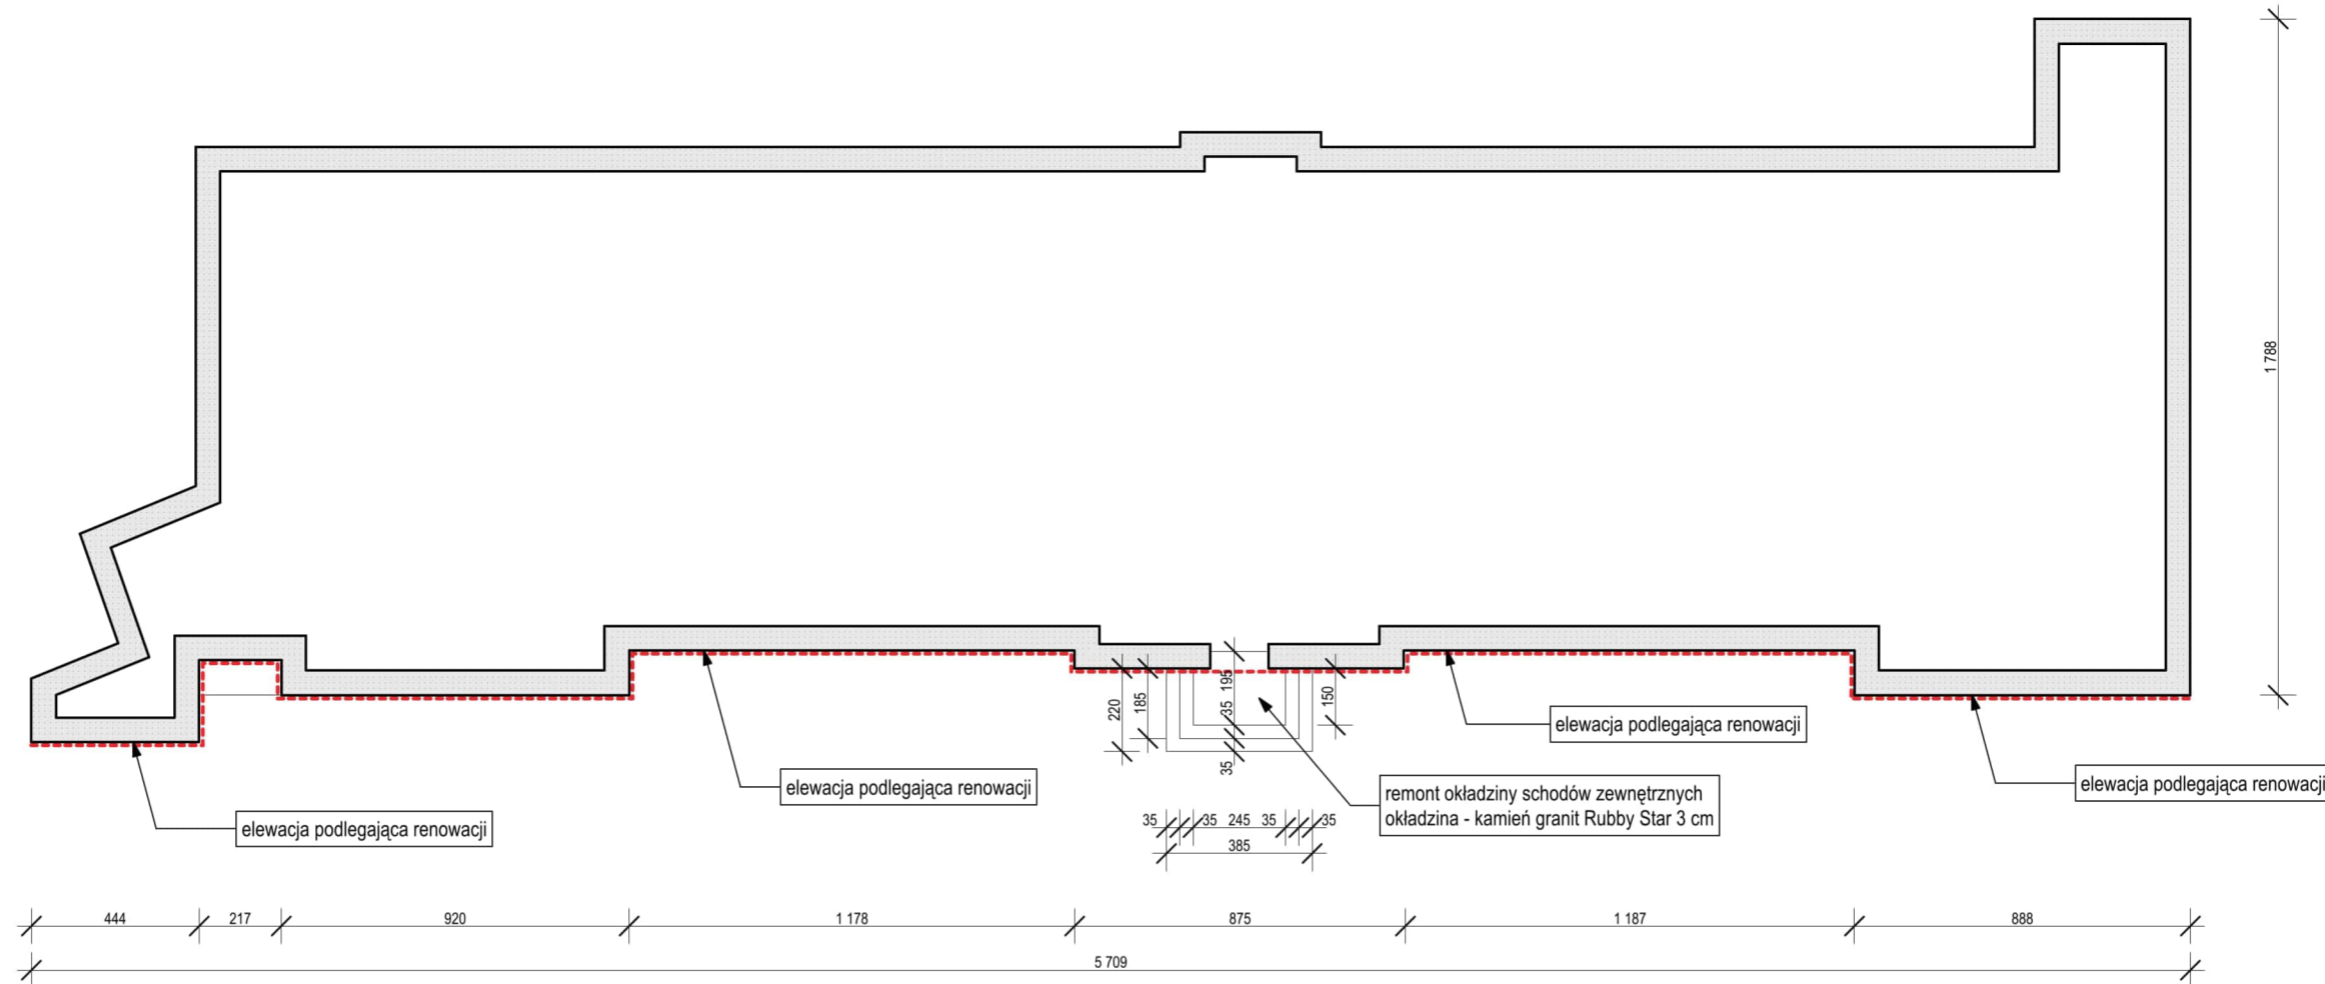 1 788
220
185
195
35
35
150
elewacja podlegająca renowacji
elewacja podlegająca renowacji
elewacja podlegająca renowacji
elewacja podlegająca renowacji
remont okładziny schodów zewnętrznych
okładzina - kamień granit Rubby Star 3 cm
35 35 245 35 35
385
444 217 920 1 178 875 1 187 888
5 709